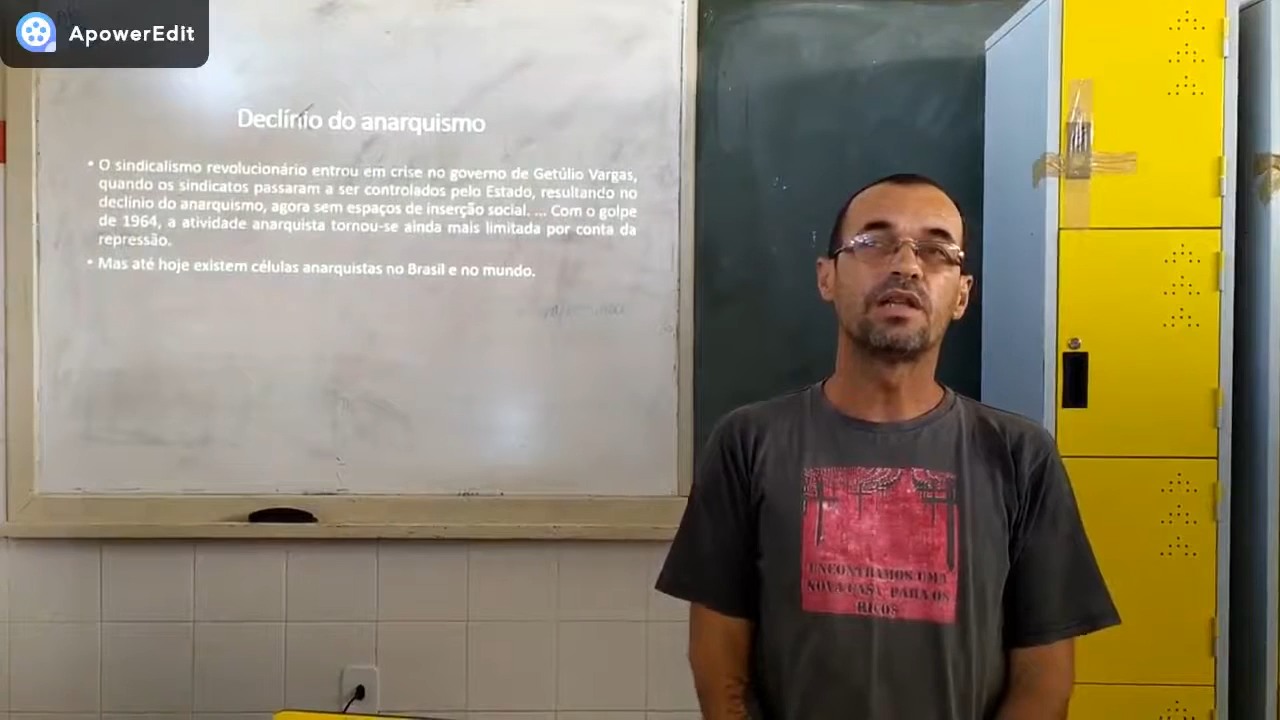 ApowerEdit
Declínio do anarquismo
• O sindicalismo revolucionário entrou em crise no governo de Getúlio Vargas,
quando os sindicatos passaram a ser controlados pelo Estado, resultando no
declínio do anarquismo, agora sem espaços de inserção social. ... Com o golpe
de 1964, a atividade anarquista tornou-se ainda mais limitada por conta da
repressão.
• Mas até hoje existem células anarquistas no Brasil e no mundo.
ENCONTRAMOS UMA
NOVA CASA PARA OS
RICOS